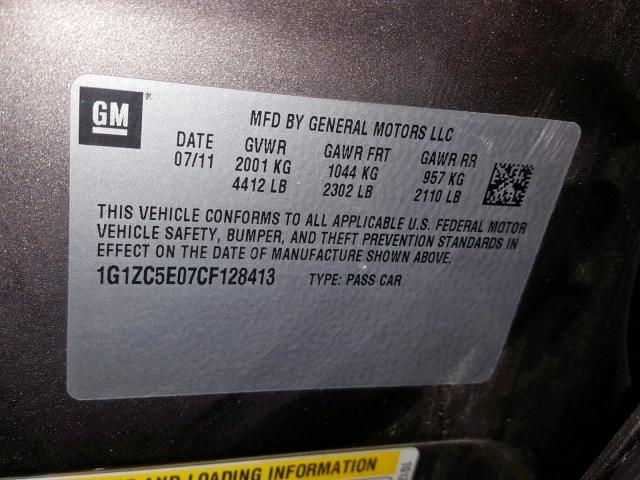 GM
MFD BY GENERAL MOTORS LLC
DATE GVWR GAWR FRT GAWR RR
07/11 2001 KG 1044 KG 957 KG
4412 LB 2302 LB 2110 LB
THIS VEHICLE CONFORMS TO ALL APPLICABLE U.S. FEDERAL MOTOR
VEHICLE SAFETY, BUMPER, AND THEFT PREVENTION STANDARDS IN
EFFECT ON THE DATE OF MANUFACTURE SHOWN ABOVE.
1G1ZC5E07CF128413 TYPE: PASS CAR
AND LOADING INFORMATION